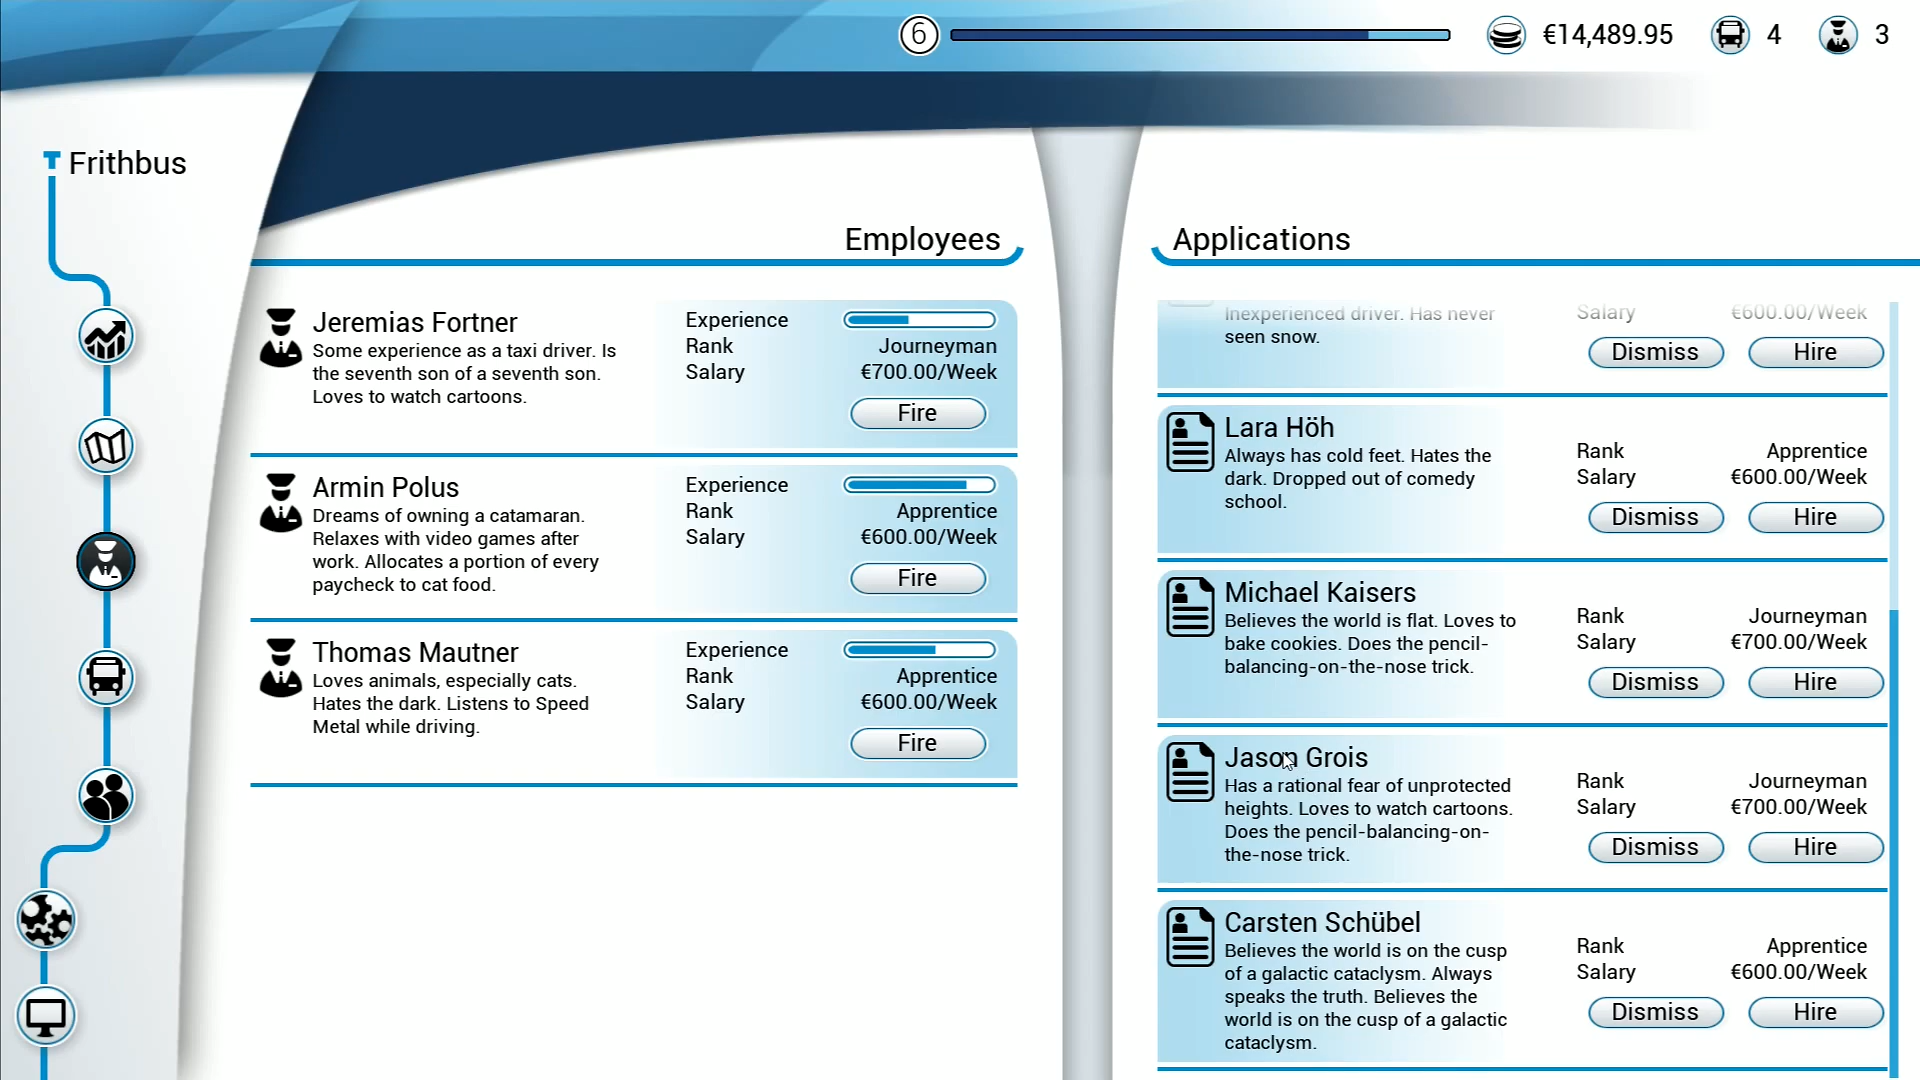 6
€14,489.95
4
3
Frithbus
Employees
Jeremias Fortner
Some experience as a taxi driver. Is
the seventh son of a seventh son.
Loves to watch cartoons.
Experience
Rank Journeyman
Salary €700.00/Week
Fire
Armin Polus
Dreams of owning a catamaran.
Relaxes with video games after
work. Allocates a portion of every
paycheck to cat food.
Experience
Rank Apprentice
Salary €600.00/Week
Fire
Thomas Mautner
Loves animals, especially cats.
Hates the dark. Listens to Speed
Metal while driving.
Experience
Rank Apprentice
Salary €600.00/Week
Fire
Applications
Inexperienced driver. Has never
seen snow.
Salary €600.00/Week
Dismiss Hire
Lara Höh
Always has cold feet. Hates the
dark. Dropped out of comedy
school.
Rank Apprentice
Salary €600.00/Week
Dismiss Hire
Michael Kaisers
Believes the world is flat. Loves to
bake cookies. Does the pencil-
balancing-on-the-nose trick.
Rank Journeyman
Salary €700.00/Week
Dismiss Hire
Jason Grois
Has a rational fear of unprotected
heights. Loves to watch cartoons.
Does the pencil-balancing-on-
the-nose trick.
Rank Journeyman
Salary €700.00/Week
Dismiss Hire
Carsten Schübel
Believes the world is on the cusp
of a galactic cataclysm. Always
speaks the truth. Believes the
world is on the cusp of a galactic
cataclysm.
Rank Apprentice
Salary €600.00/Week
Dismiss Hire